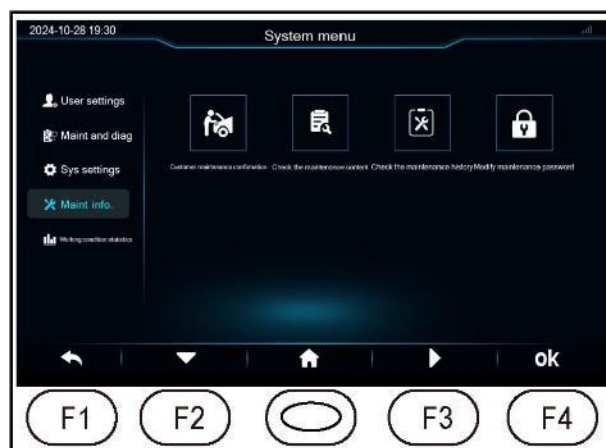 2024-10-28 19:30
System menu
User settings
Maint and diag
Sys settings
Maint info.
Working condition statistics
Customer maintenance confirmation
Check the maintenance content
Check the maintenance history
Modify maintenance password
ok
F1
F2
F3
F4